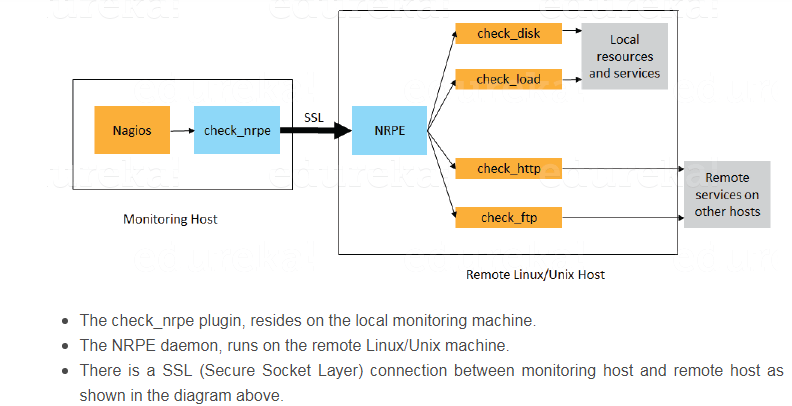 check_disk
Local
resources
and services
check_load
SSL
Nagios
check_nrpe
NRPE
check_http
Remote
services on
other hosts
check_ftp
Monitoring Host
Remote Linux/Unix Host
The check_nrpe plugin, resides on the local monitoring machine.
The NRPE daemon, runs on the remote Linux/Unix machine.
There is a SSL (Secure Socket Layer) connection between monitoring host and remote host as
shown in the diagram above.